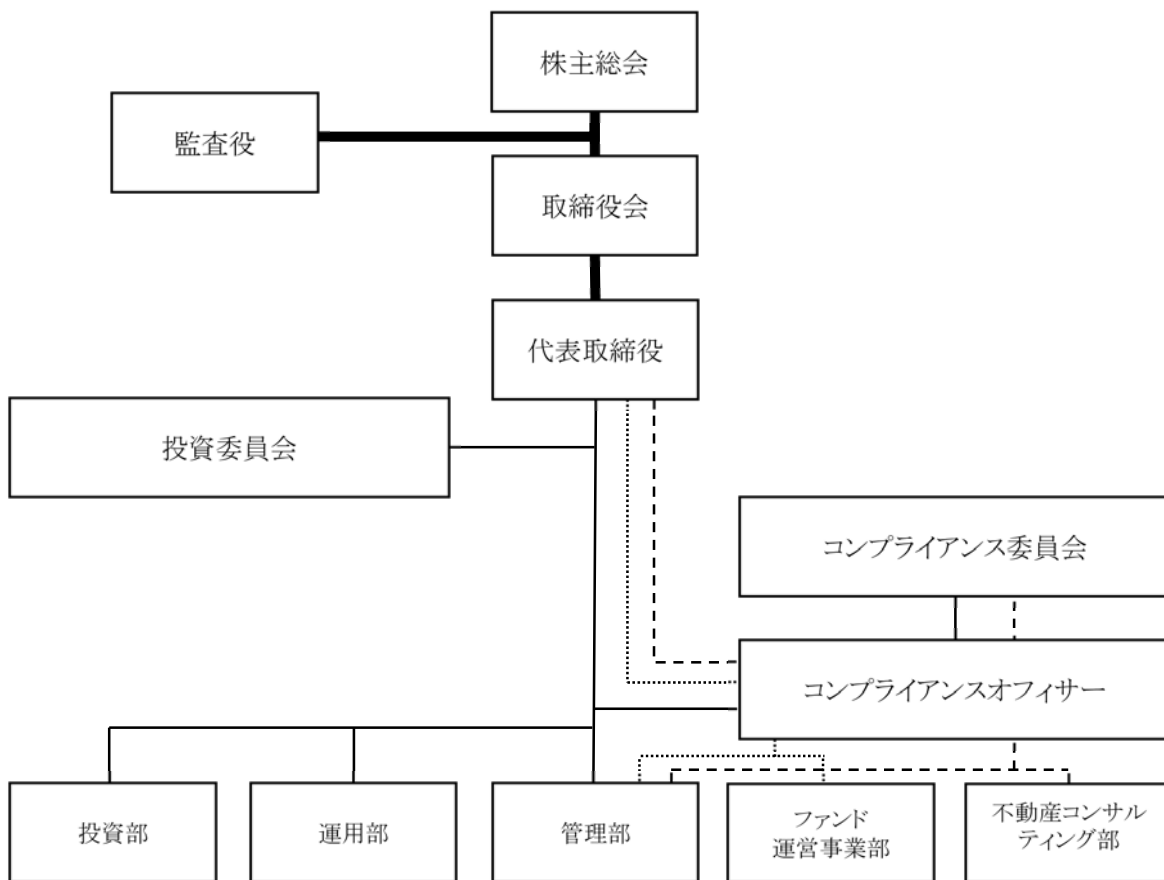 株主総会
監査役
取締役会
代表取締役
投資委員会
コンプライアンス委員会
コンプライアンスオフィサー
投資部
運用部
管理部
ファンド
運営事業部
不動産コンサル
ティング部